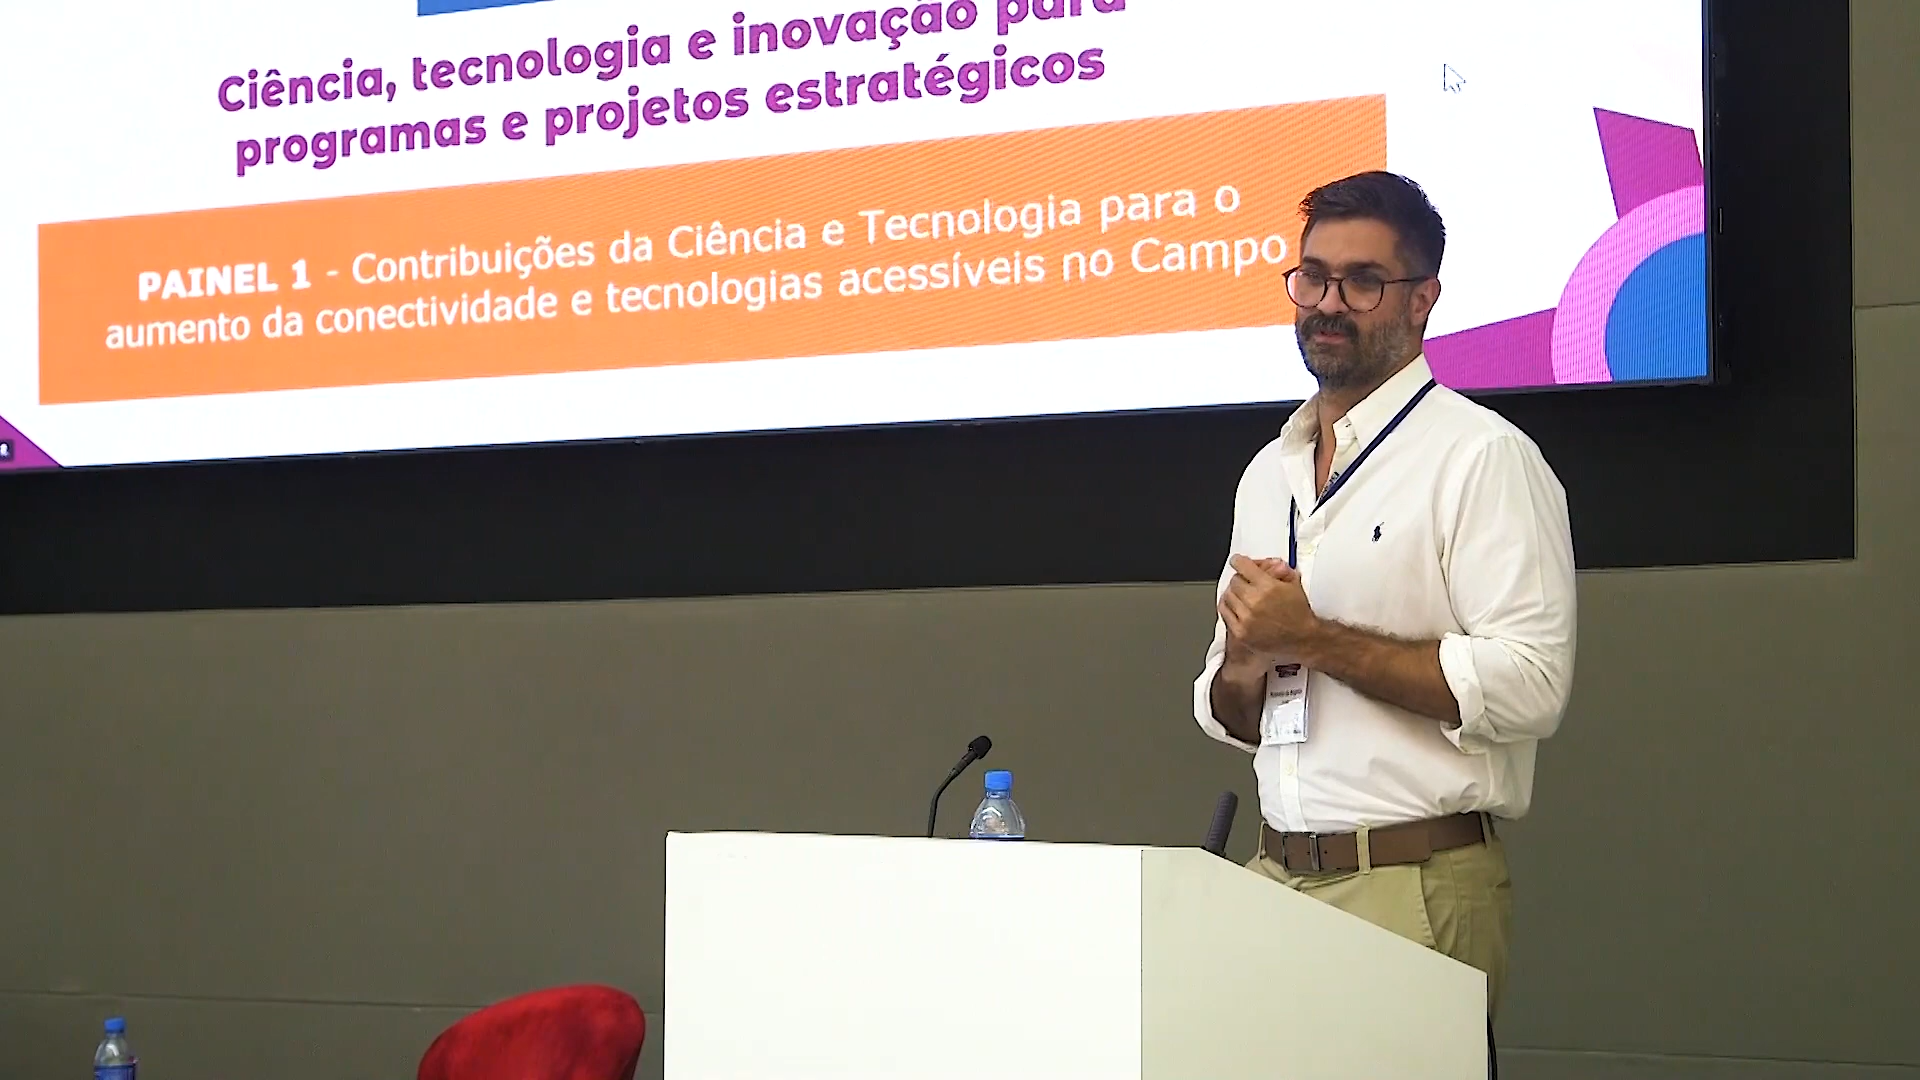 Ciência, tecnologia e inovação para
programas e projetos estratégicos
PAINEL 1 - Contribuições da Ciência e Tecnologia para o
aumento da conectividade e tecnologias acessíveis no Campo